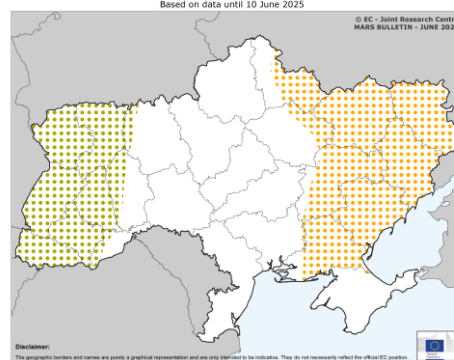 Based on data until 10 June 2025
© EC - Joint Research Centr
MARS BULLETIN - JUNE 202
Disclaimer:
The geographic borders and names are purely a graphical representation and are only intended to be indicative. They do not necessarily reflect the official EC position.